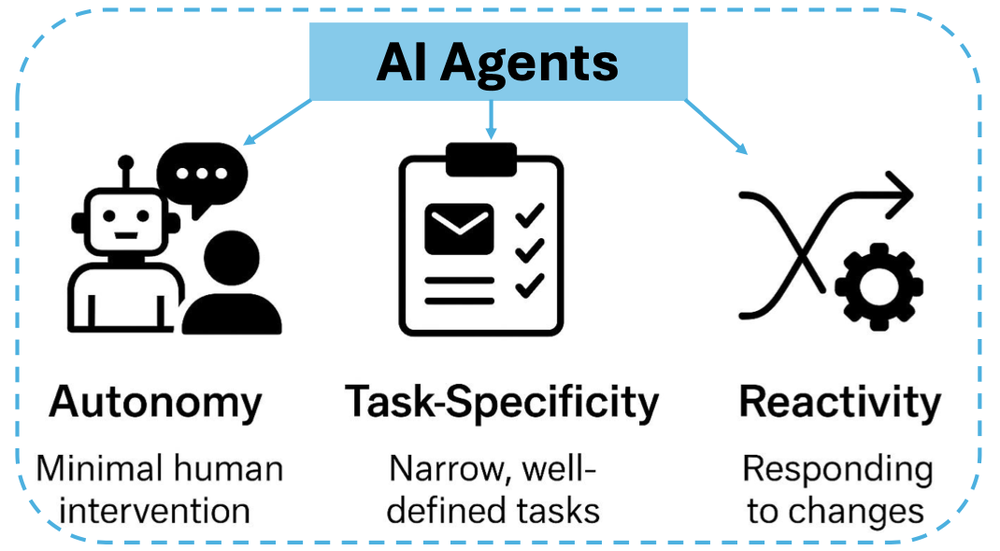 AI Agents
Autonomy
Minimal human
intervention
Task-Specificity
Narrow, well-
defined tasks
Reactivity
Responding
to changes